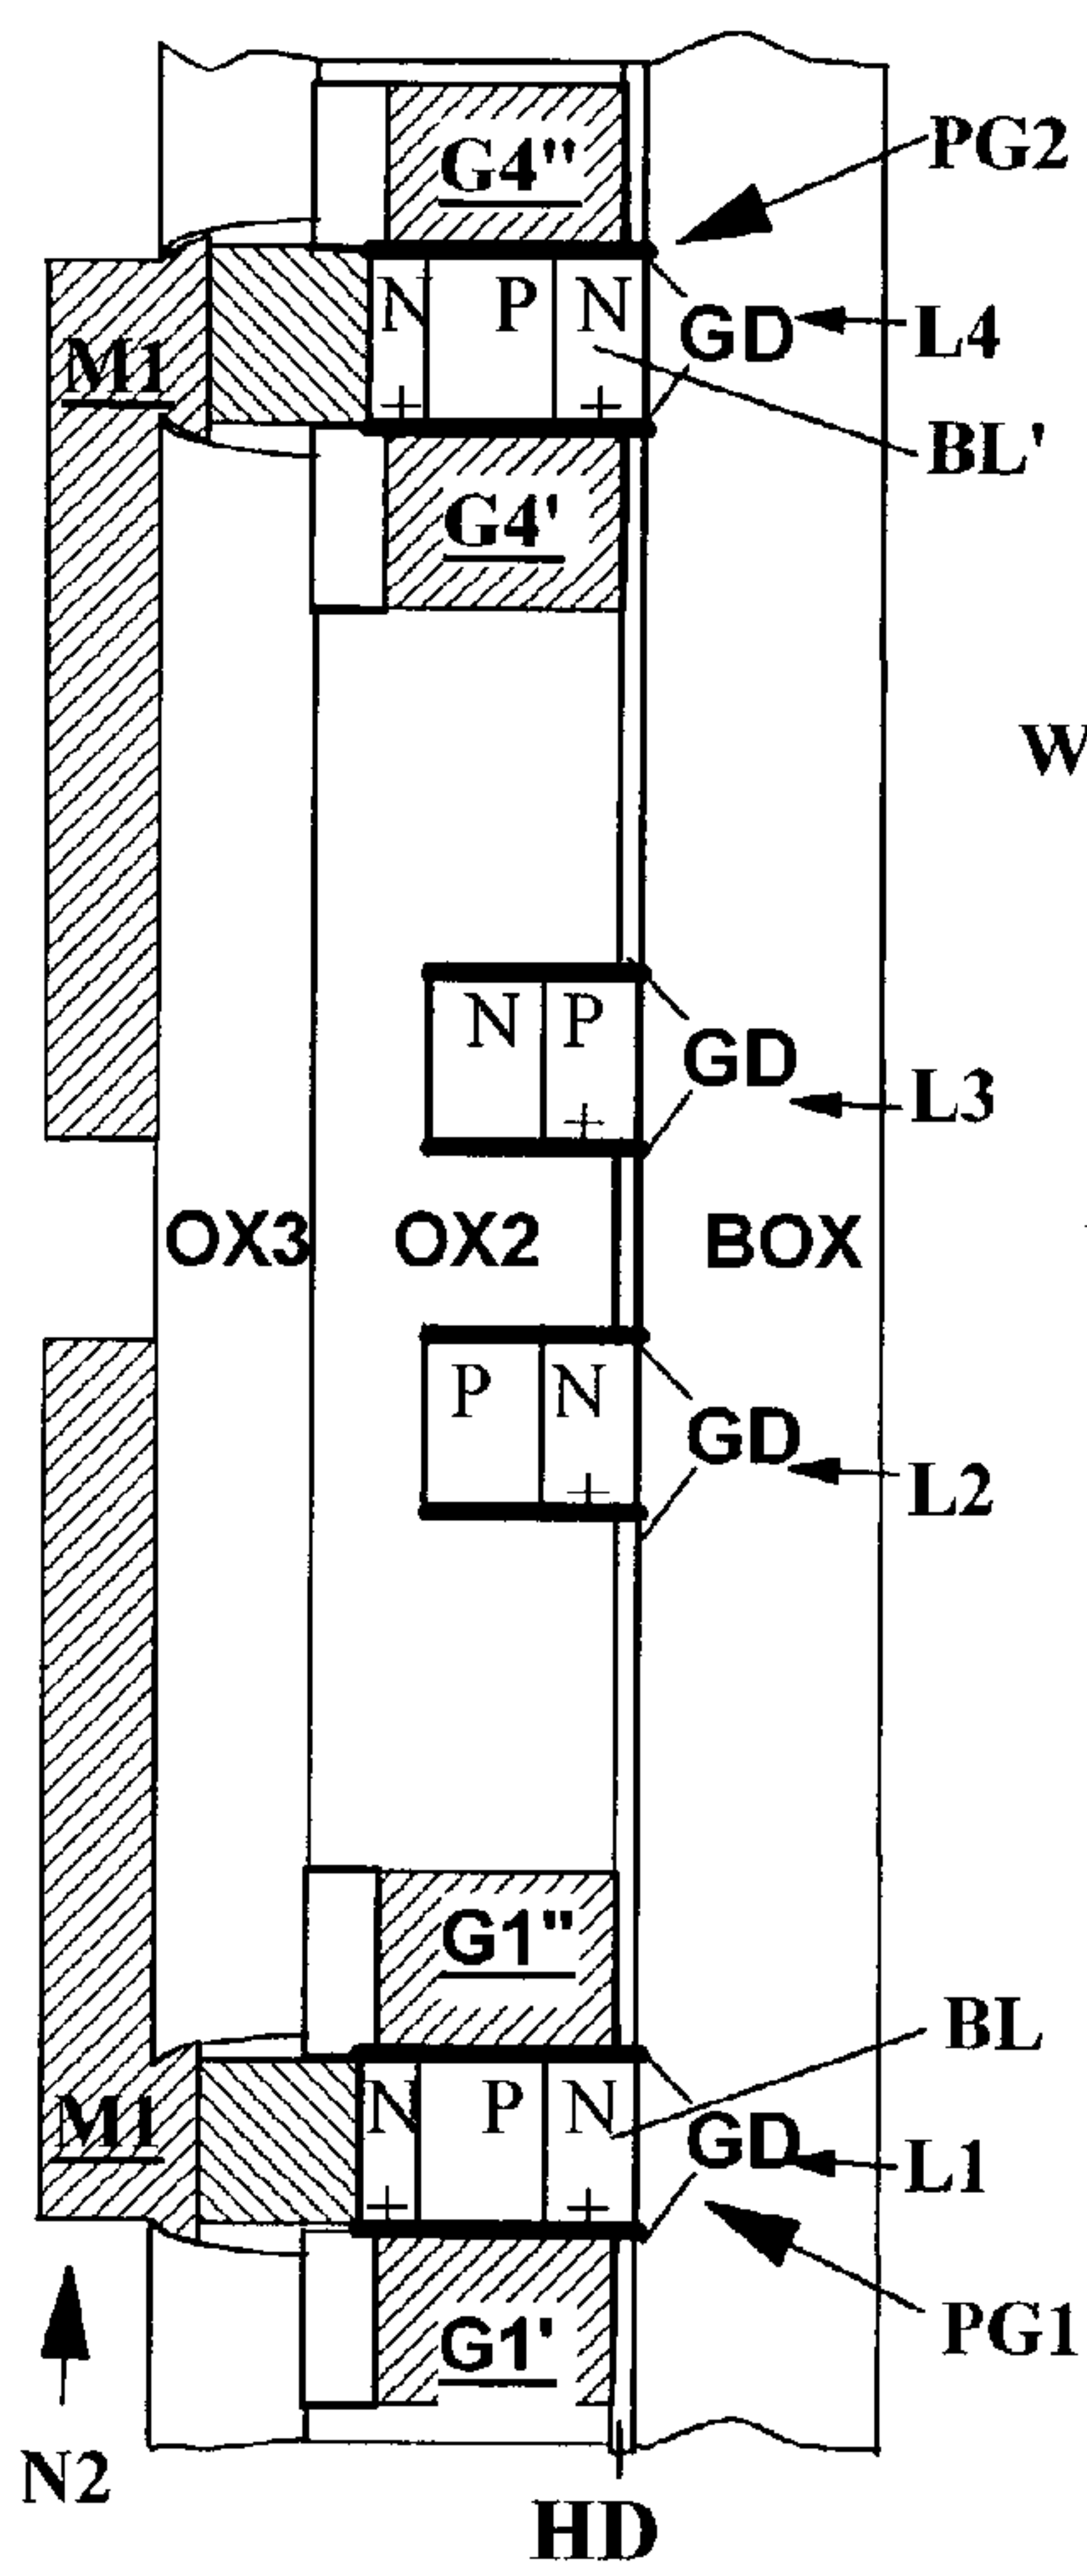 G4"
PG2
N P N
+ +
GD
L4
M1
BL'
G4'
W
N P
+
GD
L3
OX3 OX2 BOX
P N
+
GD
L2
G1"
BL
N P N
+ +
M1
GD
L1
G1'
PG1
N2
HD